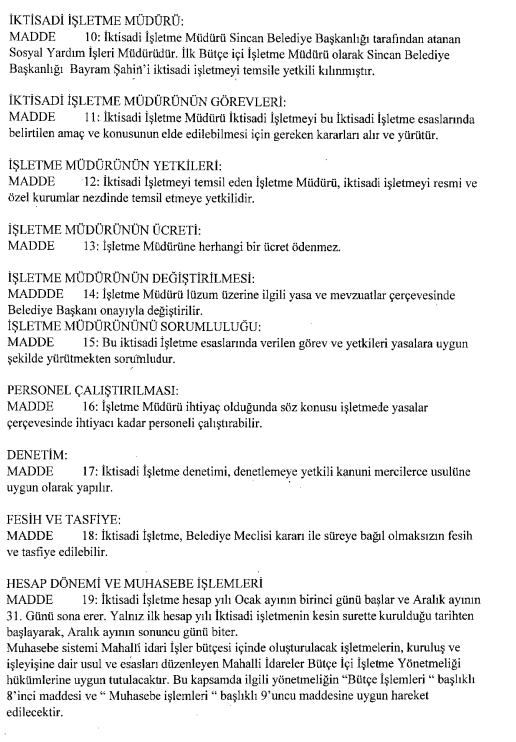 İKTİSADİ İŞLETME MÜDÜRÜ:
MADDE 10: İktisadi İşletme Müdürü Sincan Belediye Başkanlığı tarafından atanan
Sosyal Yardım İşleri Müdürüdür. İlk Bütçe içi İşletme Müdürü olarak Sincan Belediye
Başkanlığı Bayram Şahin'i iktisadi işletmeyi temsile yetkili kılınmıştır.
İKTİSADİ İŞLETME MÜDÜRÜNÜN GÖREVLERİ:
MADDE 11: İktisadi İşletme Müdürü İktisadi İşletmeyi bu İktisadi İşletme esaslarında
belirtilen amaç ve konusunun elde edilebilmesi için gereken kararları alır ve yürütür.
İŞLETME MÜDÜRÜNÜN YETKİLERİ:
MADDE 12: İktisadi İşletmeyi temsil eden İşletme Müdürü, iktisadi işletmeyi resmi ve
özel kurumlar nezdinde temsil etmeye yetkilidir.
İŞLETME MÜDÜRÜNÜN ÜCRETİ:
MADDE 13: İşletme Müdürüne herhangi bir ücret ödenmez.
İŞLETME MÜDÜRÜNÜN DEĞİŞTİRİLMESİ:
MADDDE 14: İşletme Müdürü lüzum üzerine ilgili yasa ve mevzuatlar çerçevesinde
Belediye Başkanı onayıyla değiştirilir.
İŞLETME MÜDÜRÜNÜNÜ SORUMLULUĞU:
MADDE 15: Bu iktisadi İşletme esaslarında verilen görev ve yetkileri yasalara uygun
şekilde yürütmekten sorumludur.
PERSONEL ÇALIŞTIRILMASI:
MADDE 16: İşletme Müdürü ihtiyaç olduğunda söz konusu işletmede yasalar
çerçevesinde ihtiyacı kadar personeli çalıştırabilir.
DENETİM:
MADDE 17: İktisadi İşletme denetimi, denetlemeye yetkili kanuni mercilerce usulüne
uygun olarak yapılır.
FESİH VE TASFİYE:
MADDE 18: İktisadi İşletme, Belediye Meclisi kararı ile süreye bağıl olmaksızın fesih
ve tasfiye edilebilir.
HESAP DÖNEMİ VE MUHASEBE İŞLEMLERİ
MADDE 19: İktisadi İşletme hesap yılı Ocak ayının birinci günü başlar ve Aralık ayının
31. Günü sona erer. Yalnız ilk hesap yılı İktisadi işletmenin kesin surette kurulduğu tarihten
başlayarak, Aralık ayının sonuncu günü biter.
Muhasebe sistemi Mahalli idari İşler bütçesi içinde oluşturulacak işletmelerin, kuruluş ve
işleyişine dair usul ve esasları düzenleyen Mahalli İdareler Bütçe İçi İşletme Yönetmeliği
hükümlerine uygun tutulacaktır. Bu kapsamda ilgili yönetmeliğin "Bütçe İşlemleri " başlıklı
8'inci maddesi ve " Muhasebe işlemleri " başlıklı 9'uncu maddesine uygun hareket
edilecektir.